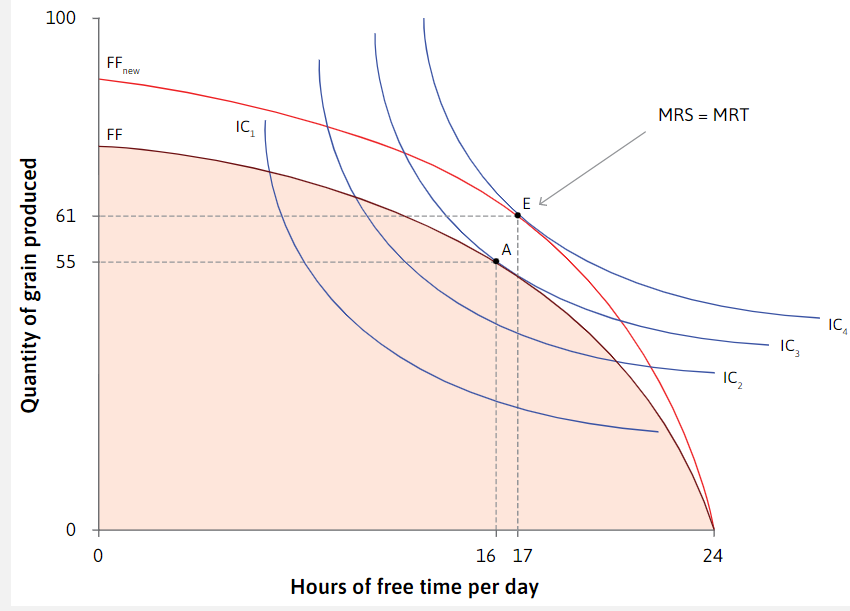 100
FFnew
FF
IC1
MRS = MRT
E
61
A
55
IC4
IC3
IC2
0
0
16
17
24
Quantity of grain produced
Hours of free time per day